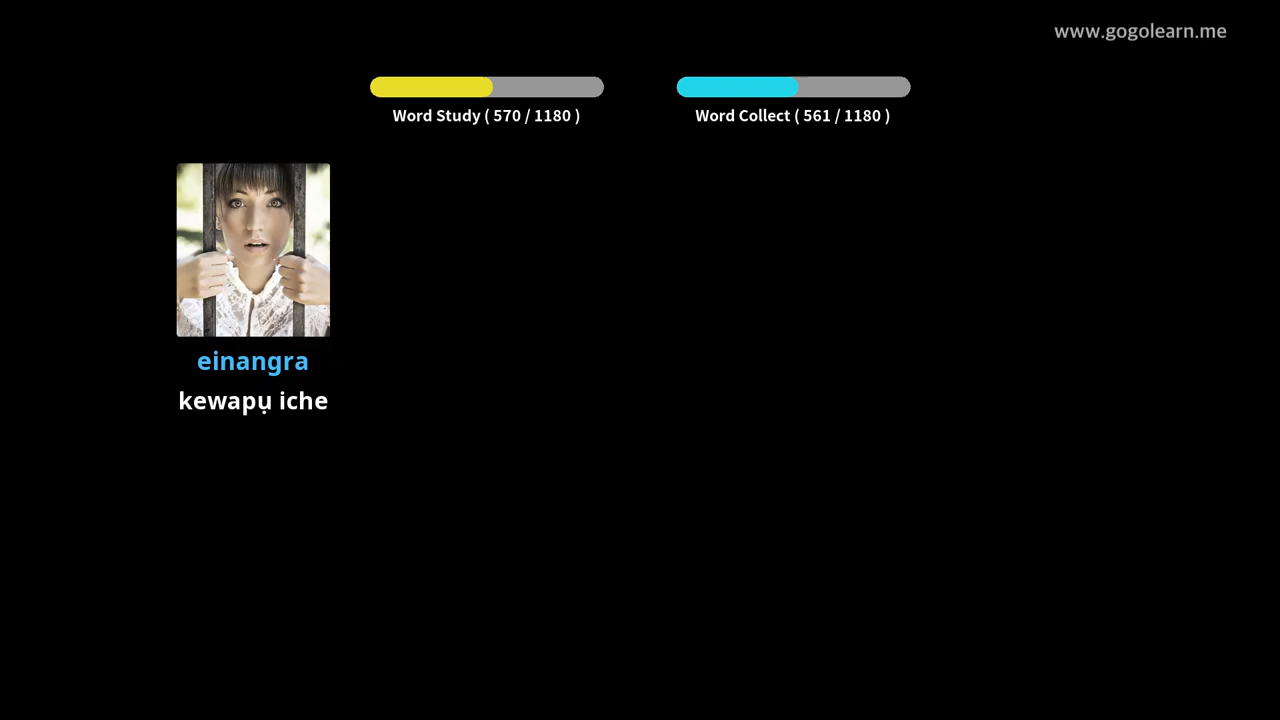 www.gogolearn.me
Word Study ( 570 / 1180 )
Word Collect ( 561 / 1180 )
einangra
kewapụ iche